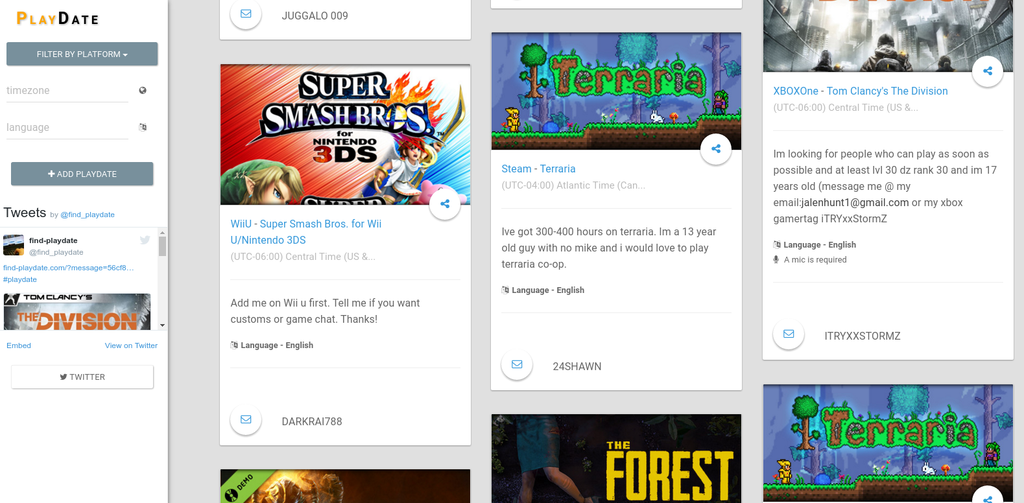 PLAYDATE
FILTER BY PLATFORM
timezone
language
ADD PLAYDATE
Tweets by @find_playdate
find-playdate
@find_playdate
find-playdate.com/?message=56cf8...
#playdate
TOM CLANCY'S
THE DIVISION
Embed
View on Twitter
TWITTER
JUGGALO 009
SUPER
SMASH BROS.
for
NINTENDO
3DS
WiiU - Super Smash Bros. for Wii
U/Nintendo 3DS
(UTC-06:00) Central Time (US &...
Add me on Wii u first. Tell me if you want
customs or game chat. Thanks!
Language - English
DARKRAI788
DEMO
Terraria
Steam - Terraria
(UTC-04:00) Atlantic Time (Can...
Ive got 300-400 hours on terraria. Im a 13 year
old guy with no mike and i would love to play
terraria co-op.
Language - English
24SHAWN
THE
FOREST
XBOXOne - Tom Clancy's The Division
(UTC-06:00) Central Time (US &...
Im looking for people who can play as soon as
possible and at least lvl 30 dz rank 30 and im 17
years old (message me @ my
email:jalenhunt1@gmail.com or my xbox
gamertag iTRYxxStormZ
Language - English
A mic is required
ITRYXXSTORMZ
Terraria